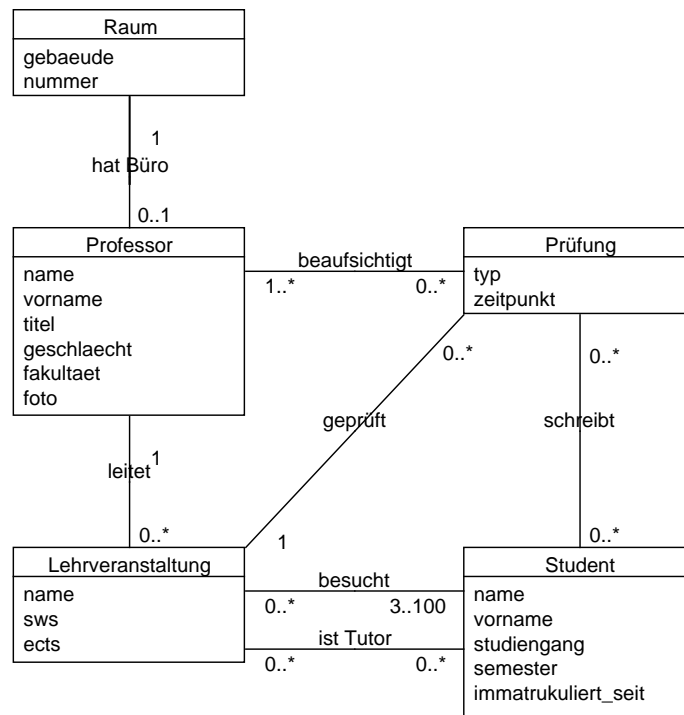 Raum
gebaeude
nummer
1
hat Büro
0..1
Professor
name
vorname
titel
geschlaecht
fakultaet
foto
beaufsichtigt
1..*
0..*
Prüfung
typ
zeitpunkt
0..*
0..*
geprüft
schreibt
1
leitet
0..*
1
0..*
Lehrveranstaltung
name
sws
ects
besucht
0..*
3..100
ist Tutor
0..*
0..*
Student
name
vorname
studiengang
semester
immatrukuliert_seit